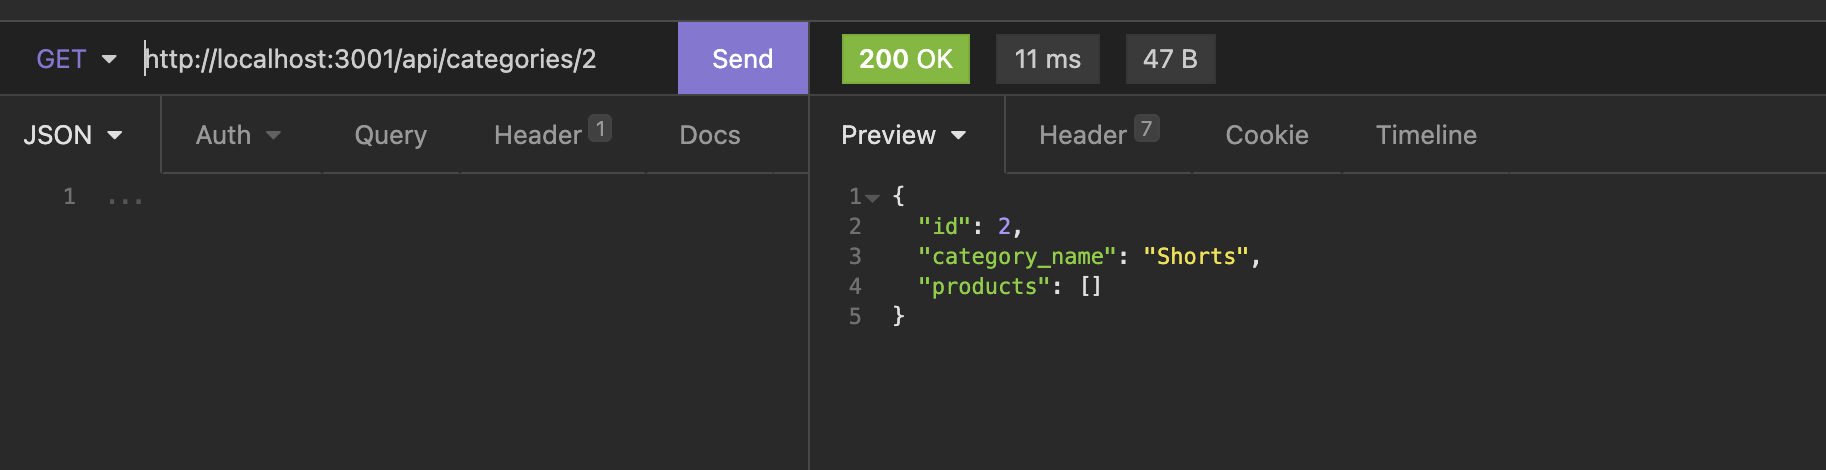 GET http://localhost:3001/api/categories/2 Send 200 OK 11 ms 47 B
JSON Auth Query Header 1 Docs Preview Header 7 Cookie Timeline
1 ...
1 {
2 "id": 2,
3 "category_name": "Shorts",
4 "products": []
5 }